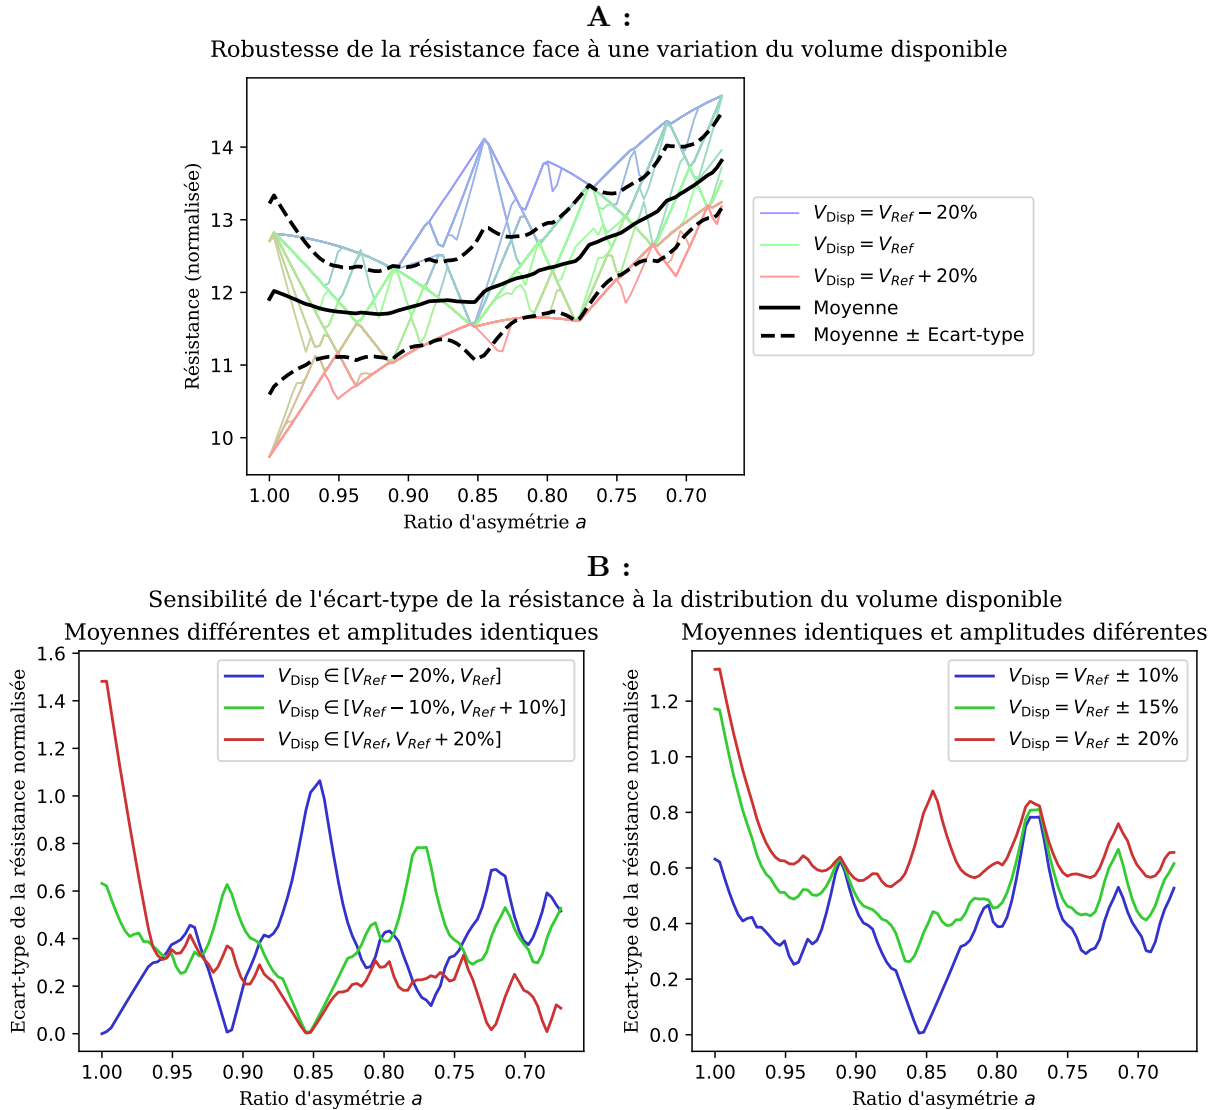 A :
Robustesse de la résistance face à une variation du volume disponible
Résistance (normalisée)
14
13
12
11
10
1.00 0.95 0.90 0.85 0.80 0.75 0.70
Ratio d'asymétrie a
V_Disp = V_Ref − 20%
V_Disp = V_Ref
V_Disp = V_Ref + 20%
Moyenne
Moyenne ± Ecart-type
B :
Sensibilité de l'écart-type de la résistance à la distribution du volume disponible
Moyennes différentes et amplitudes identiques
Ecart-type de la résistance normalisée
1.6
1.4
1.2
1.0
0.8
0.6
0.4
0.2
0.0
1.00 0.95 0.90 0.85 0.80 0.75 0.70
Ratio d'asymétrie a
V_Disp ∈ [V_Ref − 20%, V_Ref]
V_Disp ∈ [V_Ref − 10%, V_Ref + 10%]
V_Disp ∈ [V_Ref, V_Ref + 20%]
Moyennes identiques et amplitudes diférentes
Ecart-type de la résistance normalisée
1.2
1.0
0.8
0.6
0.4
0.2
0.0
1.00 0.95 0.90 0.85 0.80 0.75 0.70
Ratio d'asymétrie a
V_Disp = V_Ref ± 10%
V_Disp = V_Ref ± 15%
V_Disp = V_Ref ± 20%